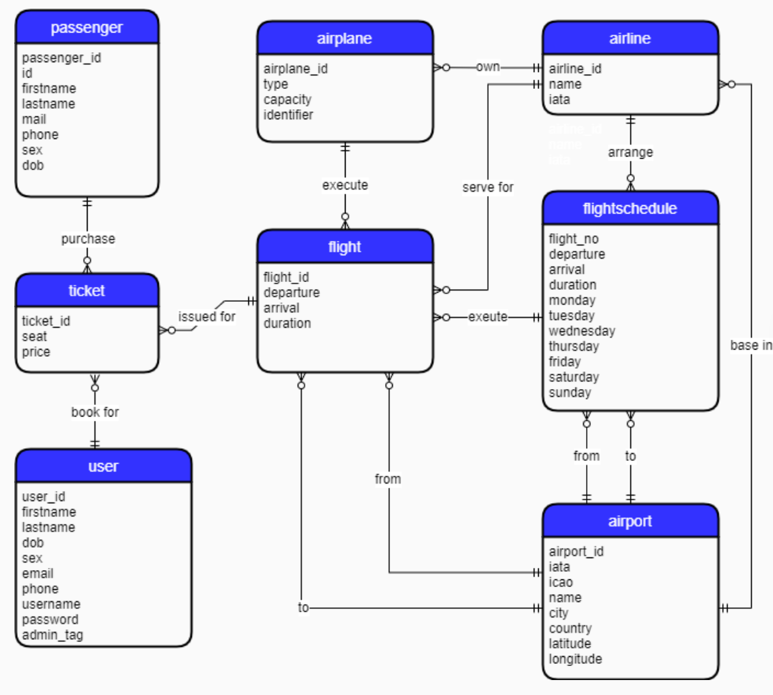 passenger
passenger_id
id
firstname
lastname
mail
phone
sex
dob
airplane
airplane_id
type
capacity
identifier
airline
airline_id
name
iata
own
arrange
execute
serve for
purchase
flightschedule
flight_no
departure
arrival
duration
monday
tuesday
wednesday
thursday
friday
saturday
sunday
flight
flight_id
departure
arrival
duration
ticket
ticket_id
seat
price
issued for
exeute
base in
book for
user
user_id
firstname
lastname
dob
sex
email
phone
username
password
admin_tag
from
to
from
to
airport
airport_id
iata
icao
name
city
country
latitude
longitude